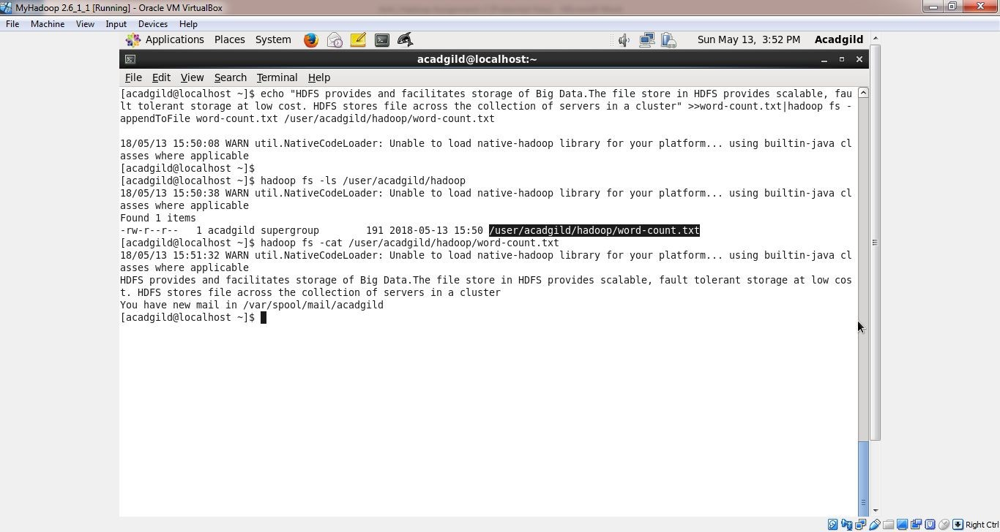 MyHadoop 2.6_1_1 [Running] - Oracle VM VirtualBox
File Machine View Input Devices Help
Applications Places System Sun May 13, 3:52 PM Acadgild
acadgild@localhost:~
File Edit View Search Terminal Help
[acadgild@localhost ~]$ echo "HDFS provides and facilitates storage of Big Data.The file store in HDFS provides scalable, fau
lt tolerant storage at low cost. HDFS stores file across the collection of servers in a cluster" >>word-count.txt|hadoop fs -
appendToFile word-count.txt /user/acadgild/hadoop/word-count.txt
18/05/13 15:50:08 WARN util.NativeCodeLoader: Unable to load native-hadoop library for your platform... using builtin-java cl
asses where applicable
[acadgild@localhost ~]$
[acadgild@localhost ~]$ hadoop fs -ls /user/acadgild/hadoop
18/05/13 15:50:38 WARN util.NativeCodeLoader: Unable to load native-hadoop library for your platform... using builtin-java cl
asses where applicable
Found 1 items
-rw-r--r-- 1 acadgild supergroup 191 2018-05-13 15:50 /user/acadgild/hadoop/word-count.txt
[acadgild@localhost ~]$ hadoop fs -cat /user/acadgild/hadoop/word-count.txt
18/05/13 15:51:32 WARN util.NativeCodeLoader: Unable to load native-hadoop library for your platform... using builtin-java cl
asses where applicable
HDFS provides and facilitates storage of Big Data.The file store in HDFS provides scalable, fault tolerant storage at low cos
t. HDFS stores file across the collection of servers in a cluster
You have new mail in /var/spool/mail/acadgild
[acadgild@localhost ~]$
Right Ctrl